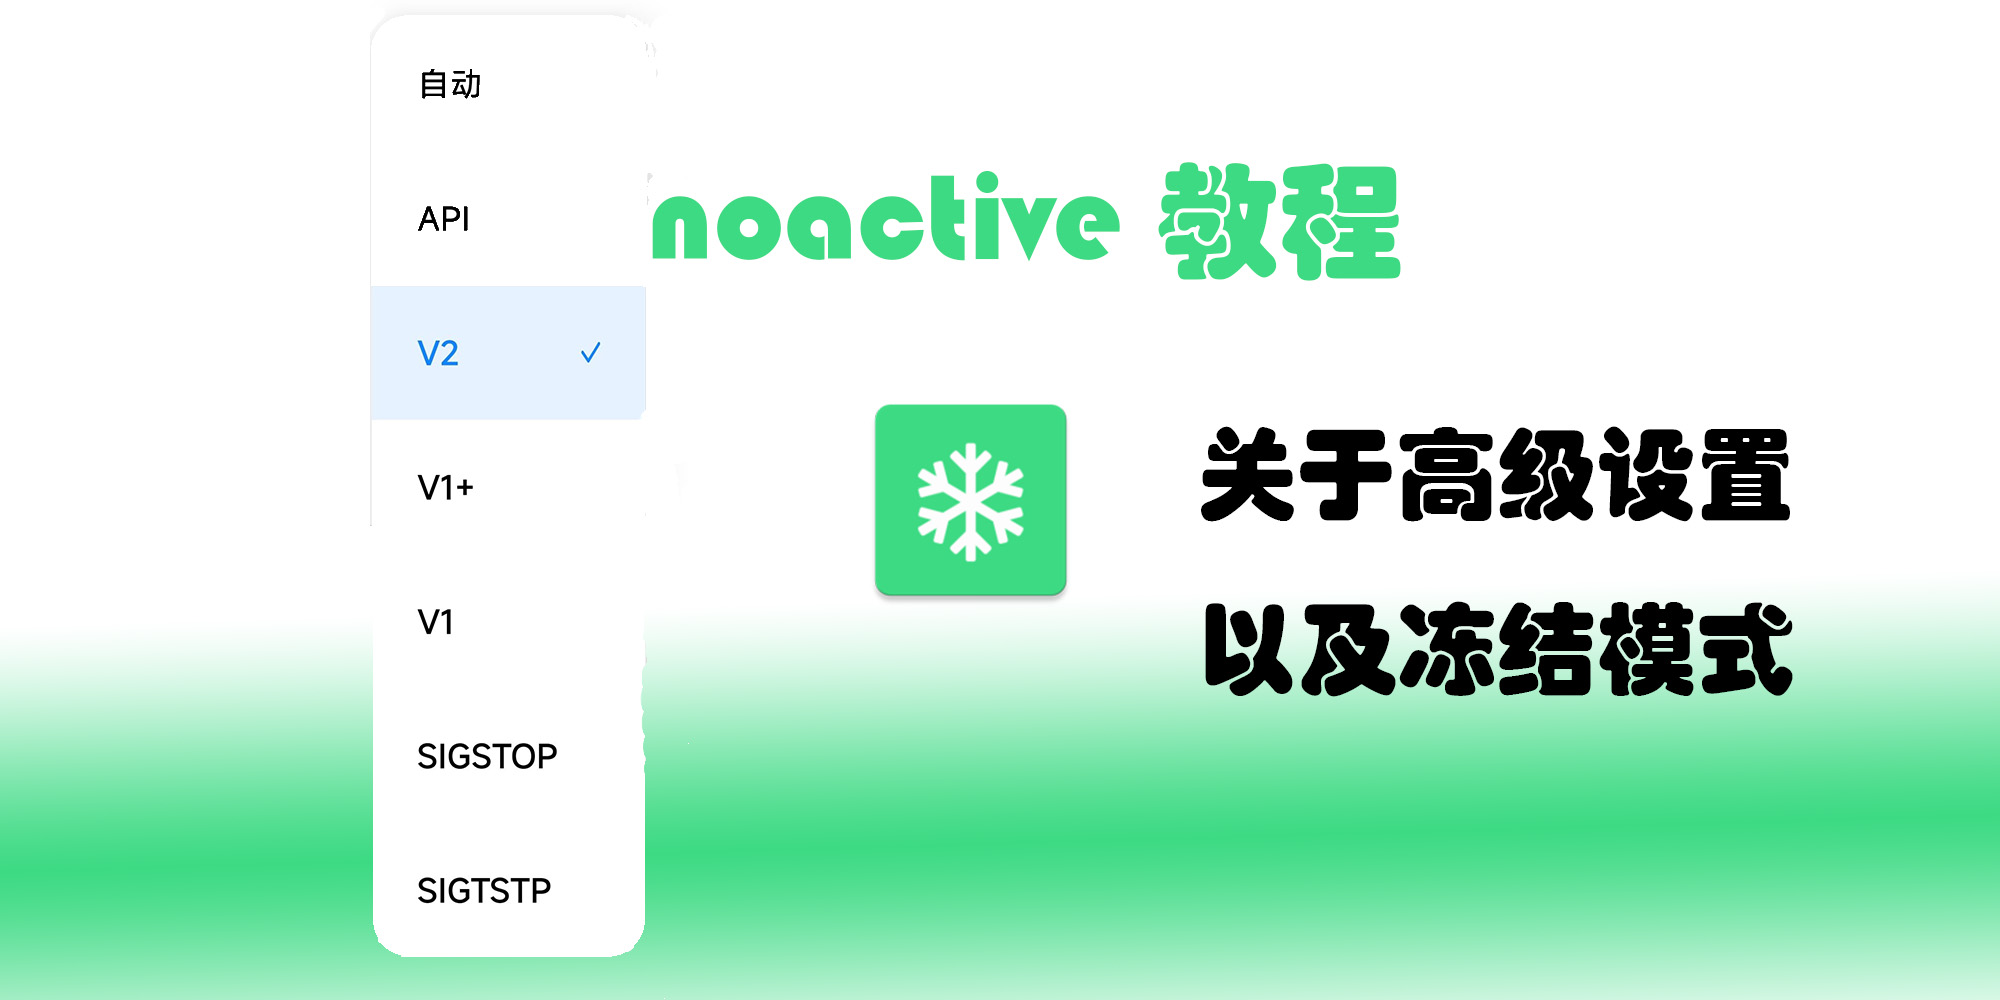 自动
API
V2
V1+
V1
SIGSTOP
SIGTSTP
noactive 教程
关于高级设置
以及冻结模式